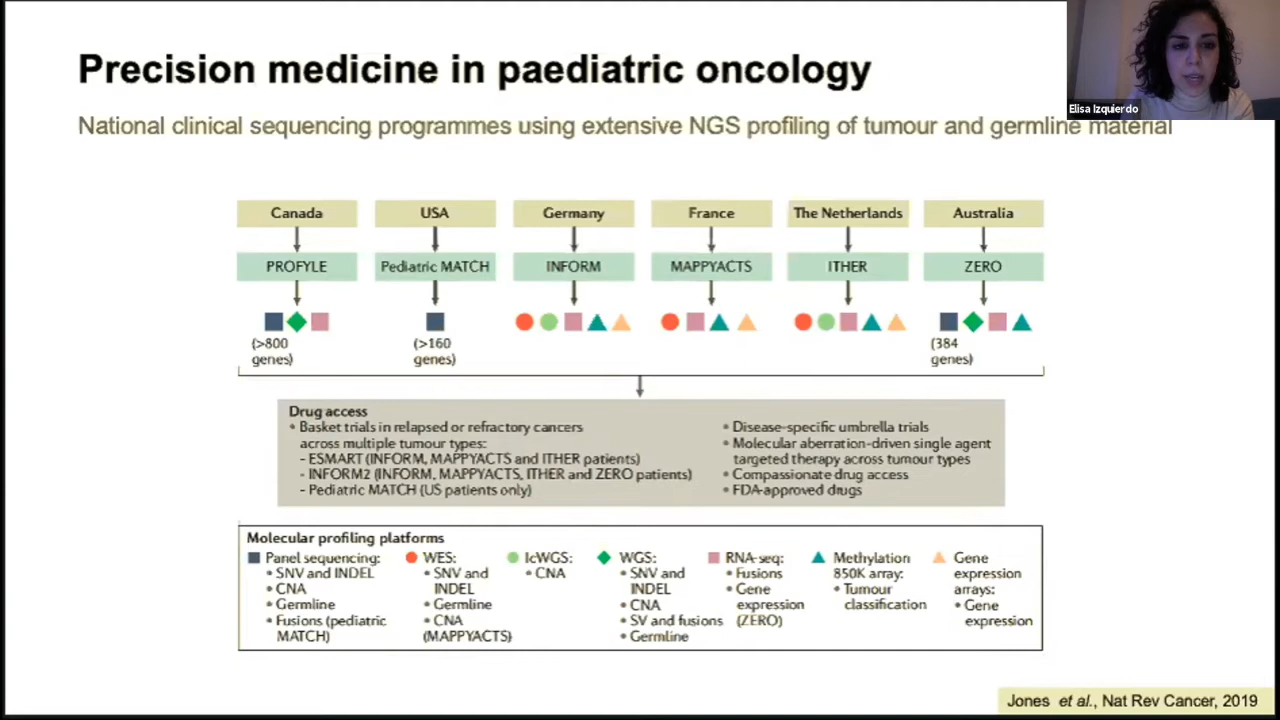 Precision medicine in paediatric oncology
Elisa Izquierdo
National clinical sequencing programmes using extensive NGS profiling of tumour and germline material
Canada
USA
Germany
France
The Netherlands
Australia
PROFYLE
Pediatric MATCH
INFORM
MAPPYACTS
ITHER
ZERO
(>800
genes)
(>160
genes)
(384
genes)
Drug access
• Basket trials in relapsed or refractory cancers
across multiple tumour types:
- ESMART (INFORM, MAPPYACTS and ITHER patients)
- INFORM2 (INFORM, MAPPYACTS, ITHER and ZERO patients)
- Pediatric MATCH (US patients only)
• Disease-specific umbrella trials
• Molecular aberration-driven single agent
targeted therapy across tumour types
• Compassionate drug access
• FDA-approved drugs
Molecular profiling platforms
Panel sequencing:
• SNV and INDEL
• CNA
• Germline
• Fusions (pediatric
MATCH)
WES:
• SNV and
INDEL
• Germline
• CNA
(MAPPYACTS)
lcWGS:
• CNA
WGS:
• SNV and
INDEL
• CNA
• SV and fusions
• Germline
RNA-seq:
• Fusions
• Gene
expression
(ZERO)
Methylation
850K array:
• Tumour
classification
Gene
expression
arrays:
• Gene
expression
Jones et al., Nat Rev Cancer, 2019